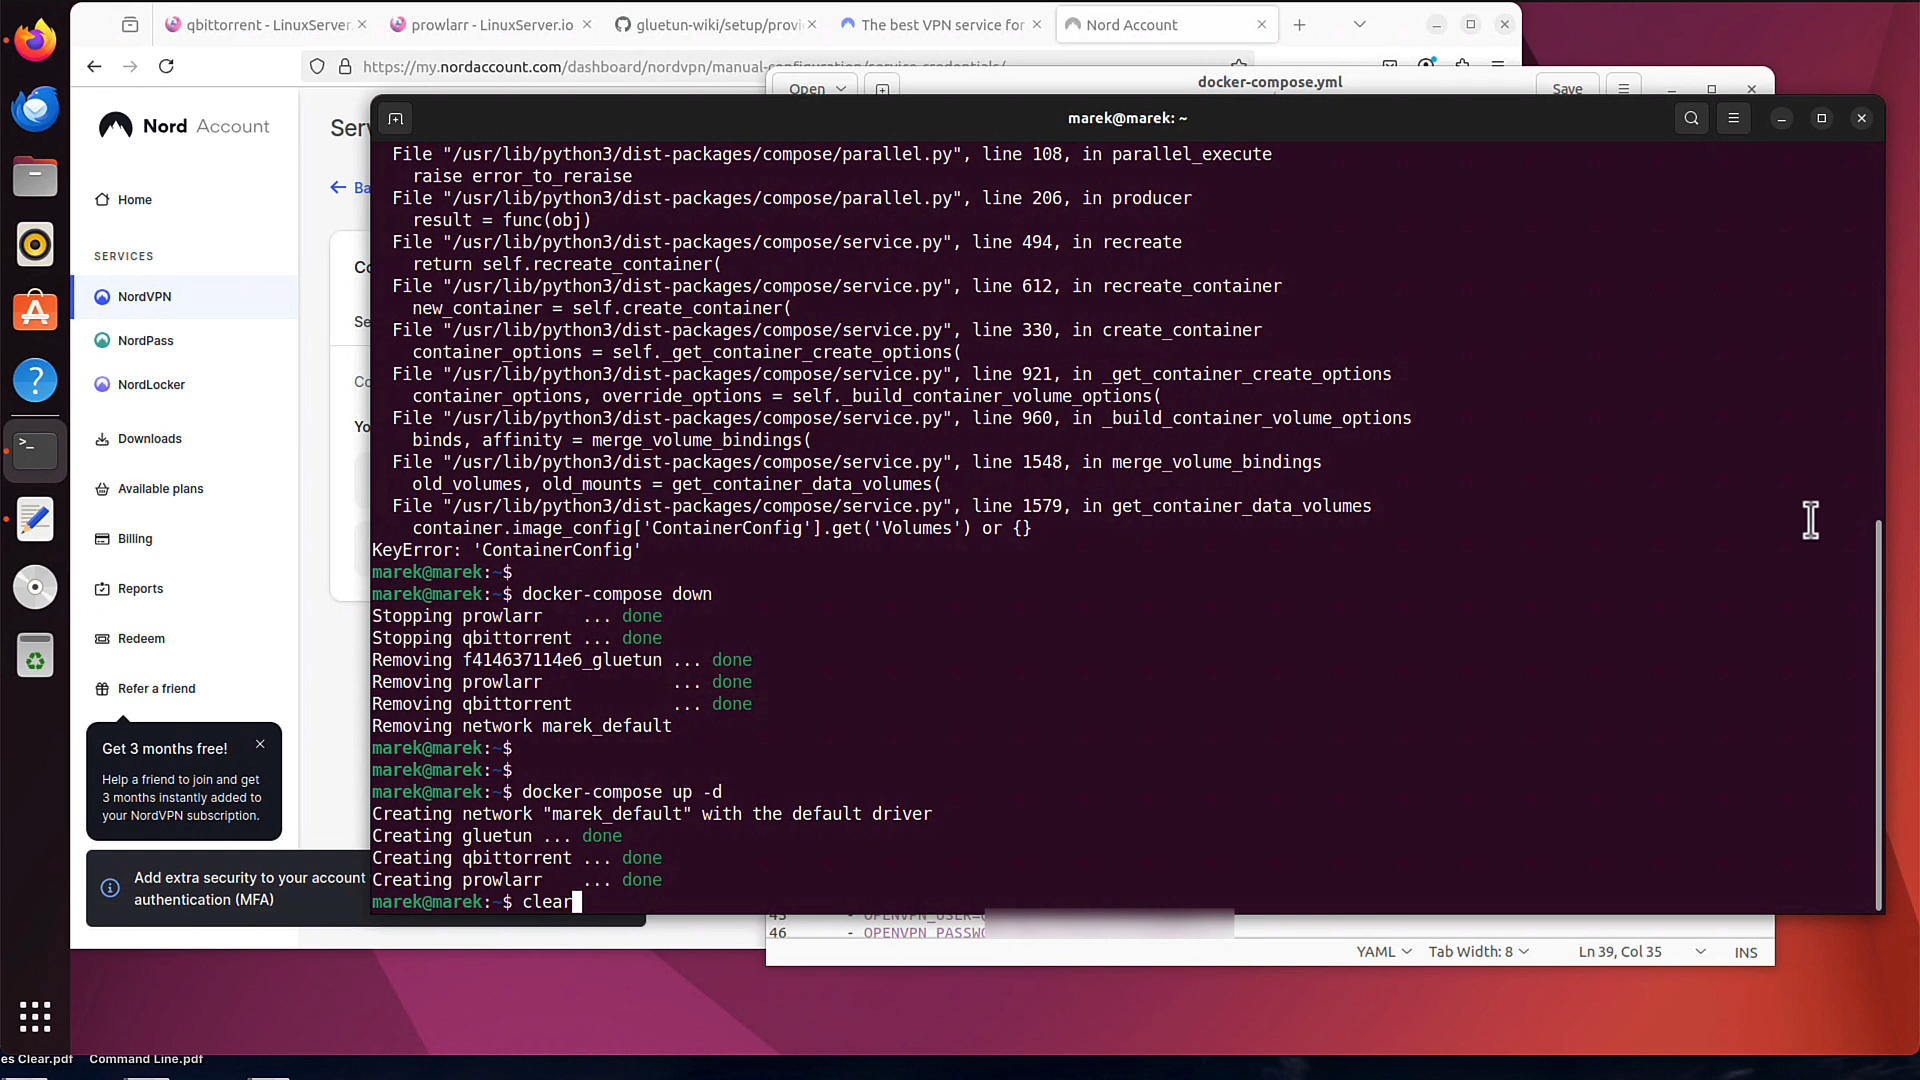 qbittorrent - LinuxServer.
prowlarr - LinuxServer.io
gluetun-wiki/setup/provi
The best VPN service for
Nord Account
https://my.nordaccount.com/dashboard/nordvpn/manual-configuration/service-credentials/
Open
docker-compose.yml
Save
Nord Account
Serv
Ba
Home
SERVICES
NordVPN
NordPass
NordLocker
Downloads
Available plans
Billing
Reports
Redeem
Refer a friend
Co
Se
Co
Yo
Get 3 months free!
Help a friend to join and get
3 months instantly added to
your NordVPN subscription.
Add extra security to your account
authentication (MFA)
marek@marek: ~
File "/usr/lib/python3/dist-packages/compose/parallel.py", line 108, in parallel_execute
raise error_to_reraise
File "/usr/lib/python3/dist-packages/compose/parallel.py", line 206, in producer
result = func(obj)
File "/usr/lib/python3/dist-packages/compose/service.py", line 494, in recreate
return self.recreate_container(
File "/usr/lib/python3/dist-packages/compose/service.py", line 612, in recreate_container
new_container = self.create_container(
File "/usr/lib/python3/dist-packages/compose/service.py", line 330, in create_container
container_options = self._get_container_create_options(
File "/usr/lib/python3/dist-packages/compose/service.py", line 921, in _get_container_create_options
container_options, override_options = self._build_container_volume_options(
File "/usr/lib/python3/dist-packages/compose/service.py", line 960, in _build_container_volume_options
binds, affinity = merge_volume_bindings(
File "/usr/lib/python3/dist-packages/compose/service.py", line 1548, in merge_volume_bindings
old_volumes, old_mounts = get_container_data_volumes(
File "/usr/lib/python3/dist-packages/compose/service.py", line 1579, in get_container_data_volumes
container.image_config['ContainerConfig'].get('Volumes') or {}
KeyError: 'ContainerConfig'
marek@marek:~$
marek@marek:~$ docker-compose down
Stopping prowlarr    ... done
Stopping qbittorrent ... done
Removing f414637114e6_gluetun ... done
Removing prowlarr             ... done
Removing qbittorrent          ... done
Removing network marek_default
marek@marek:~$
marek@marek:~$
marek@marek:~$ docker-compose up -d
Creating network "marek_default" with the default driver
Creating gluetun ... done
Creating qbittorrent ... done
Creating prowlarr    ... done
marek@marek:~$ clear
45 - OPENVPN_USER=
46 - OPENVPN_PASSWO
YAML
Tab Width: 8
Ln 39, Col 35
INS
es Clear.pdf
Command Line.pdf